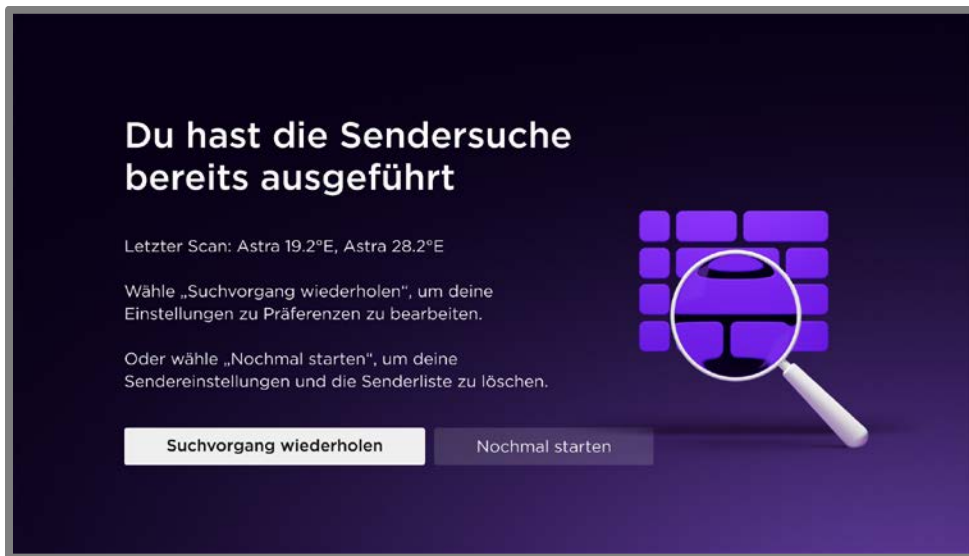 Du hast die Sendersuche
bereits ausgeführt
Letzter Scan: Astra 19.2°E, Astra 28.2°E
Wähle „Suchvorgang wiederholen“, um deine
Einstellungen zu Präferenzen zu bearbeiten.
Oder wähle „Nochmal starten“, um deine
Sendereinstellungen und die Senderliste zu löschen.
Suchvorgang wiederholen
Nochmal starten